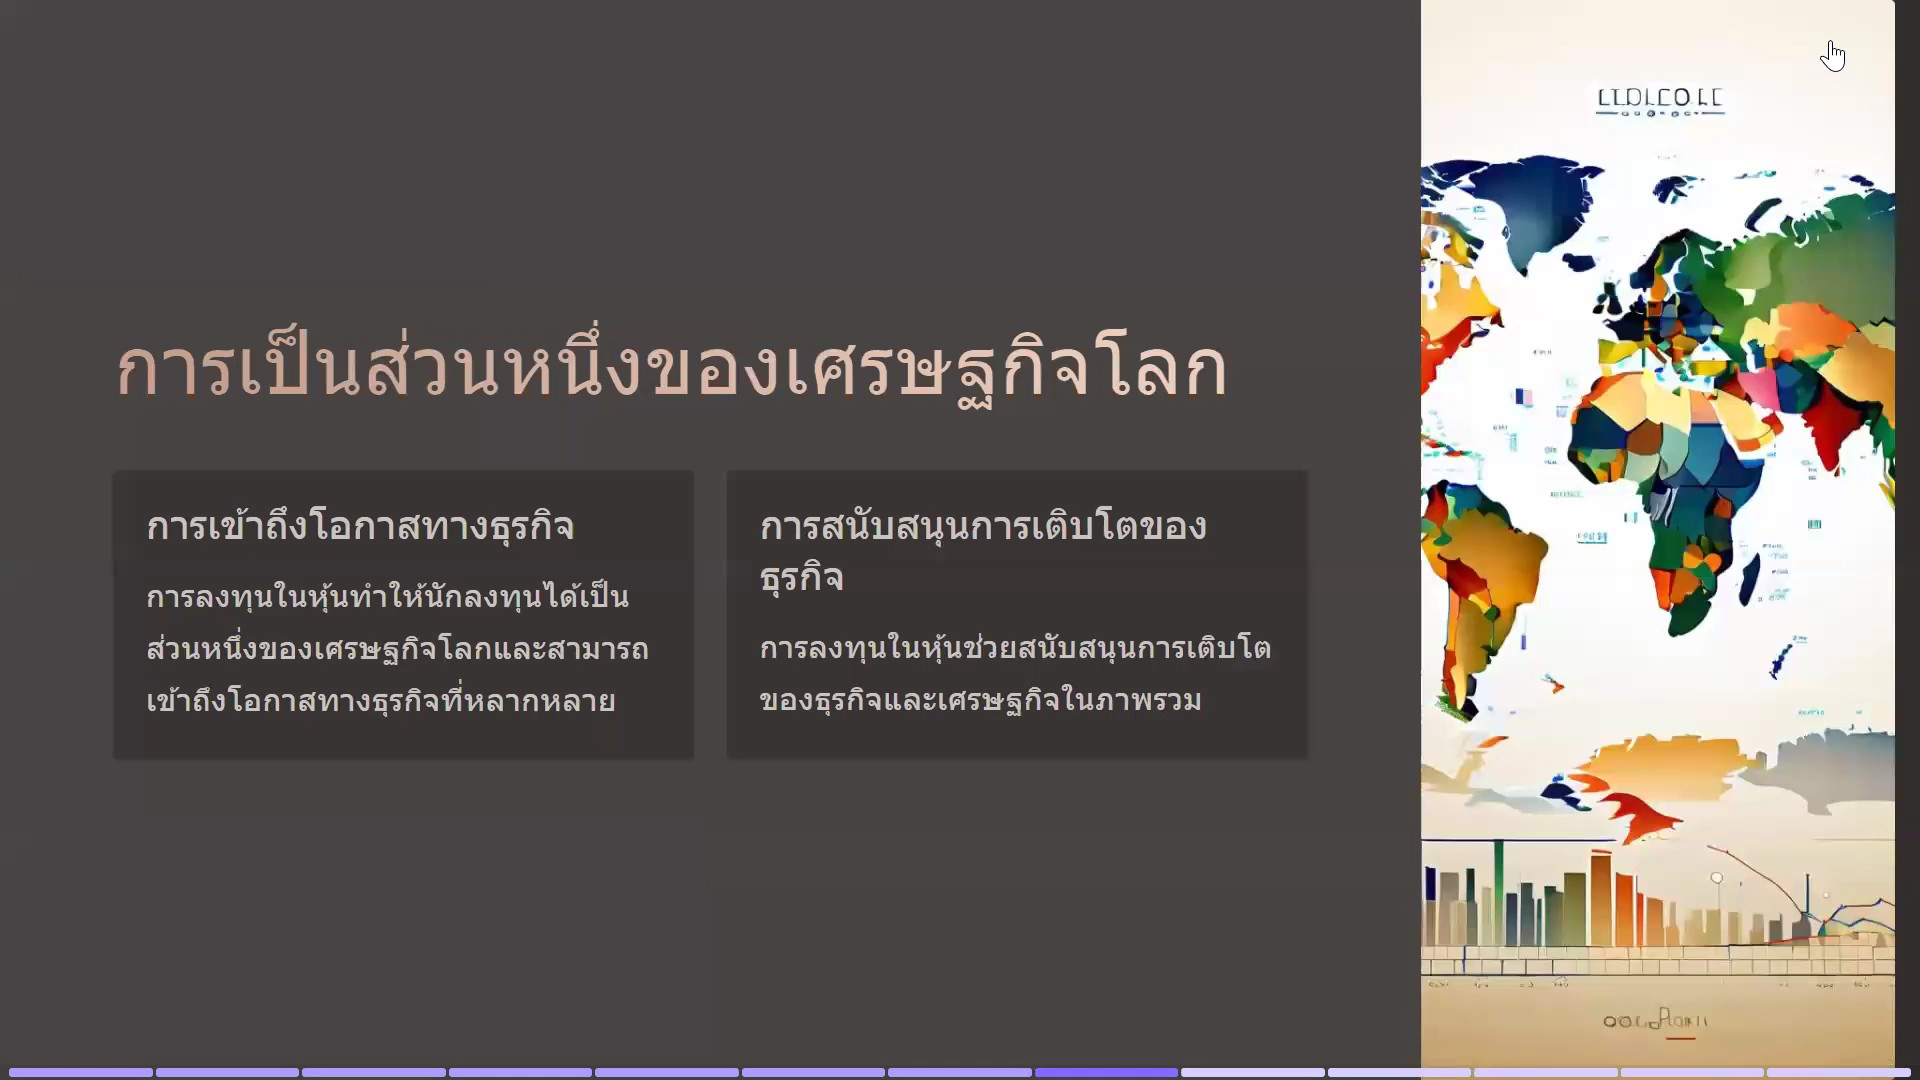 การเป็นส่วนหนึ่งของเศรษฐกิจโลก
การเข้าถึงโอกาสทางธุรกิจ
การลงทุนในหุ้นทำให้นักลงทุนได้เป็น
ส่วนหนึ่งของเศรษฐกิจโลกและสามารถ
เข้าถึงโอกาสทางธุรกิจที่หลากหลาย
การสนับสนุนการเติบโตของ
ธุรกิจ
การลงทุนในหุ้นช่วยสนับสนุนการเติบโต
ของธุรกิจและเศรษฐกิจในภาพรวม